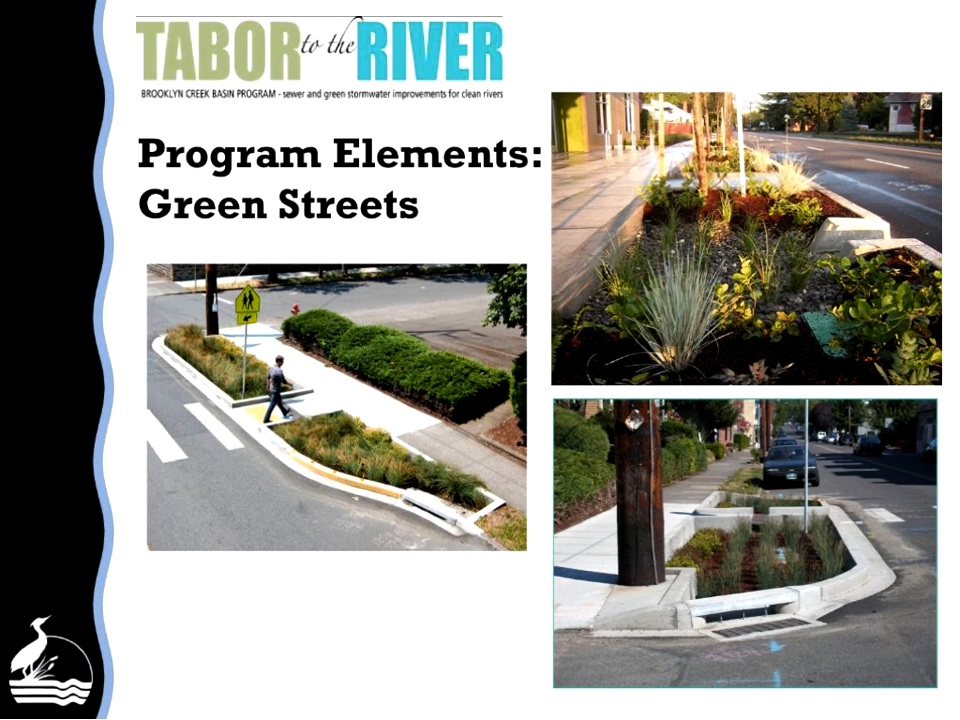 TABOR to the RIVER
BROOKLYN CREEK BASIN PROGRAM - sewer and green stormwater improvements for clean rivers
Program Elements:
Green Streets